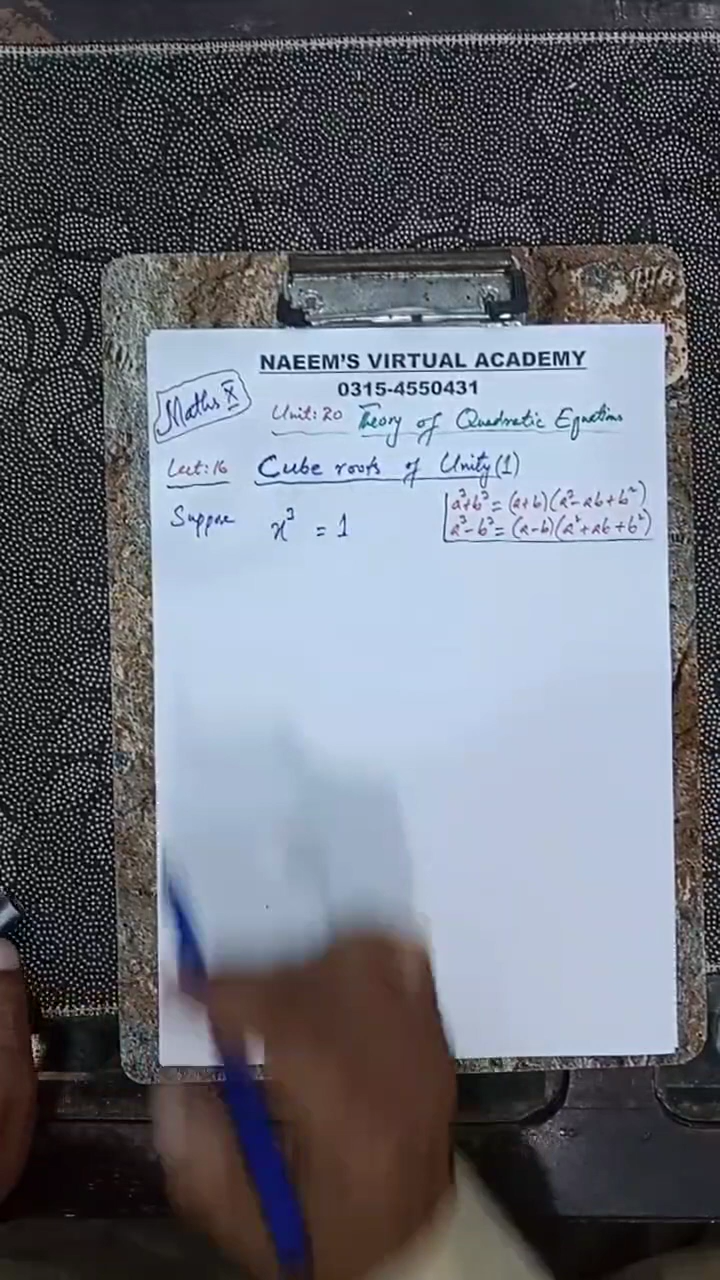 NAEEM'S VIRTUAL ACADEMY
0315-4550431
Maths X
Unit: 20 Theory of Quadratic Equations
Lect: 16 Cube roots of Unity (1)
Suppose x³ = 1
a³+b³ = (a+b)(a²-ab+b²)
a³-b³ = (a-b)(a²+ab+b²)